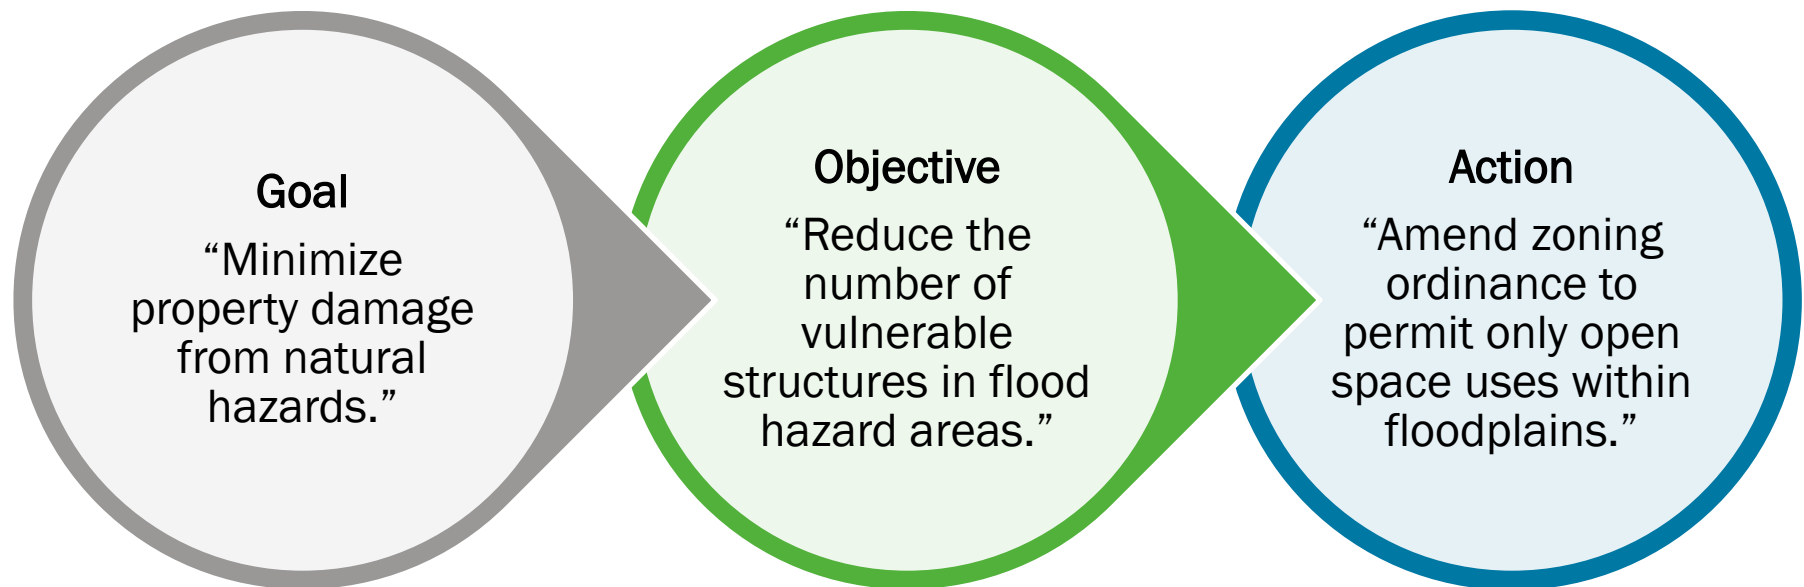 Goal
“Minimize
property damage
from natural
hazards.”
Objective
“Reduce the
number of
vulnerable
structures in flood
hazard areas.”
Action
“Amend zoning
ordinance to
permit only open
space uses within
floodplains.”